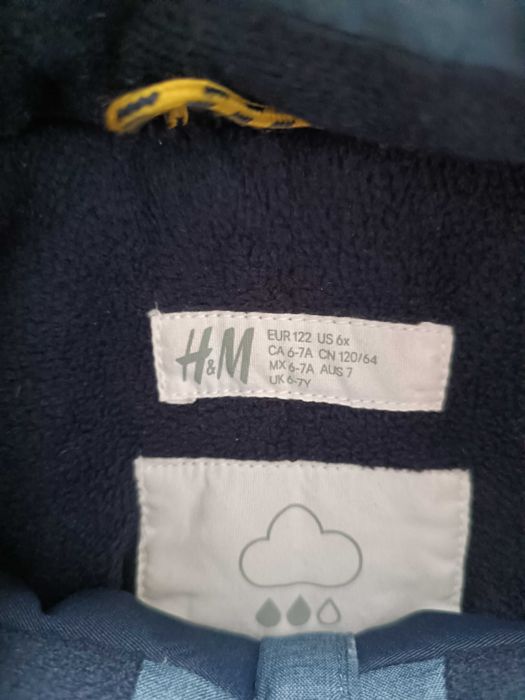 H&M
EUR 122 US 6x
CA 6-7A CN 120/64
MX 6-7A AUS 7
UK 6-7Y